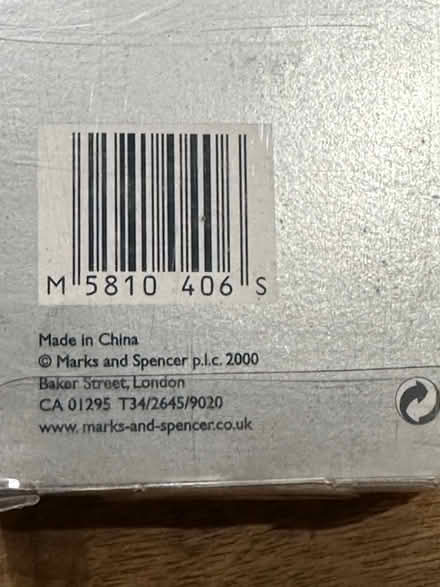 M 5810 406 S
Made in China
© Marks and Spencer p.l.c. 2000
Baker Street, London
CA 01295 T34/2645/9020
www. marks-and-spencer.co.uk